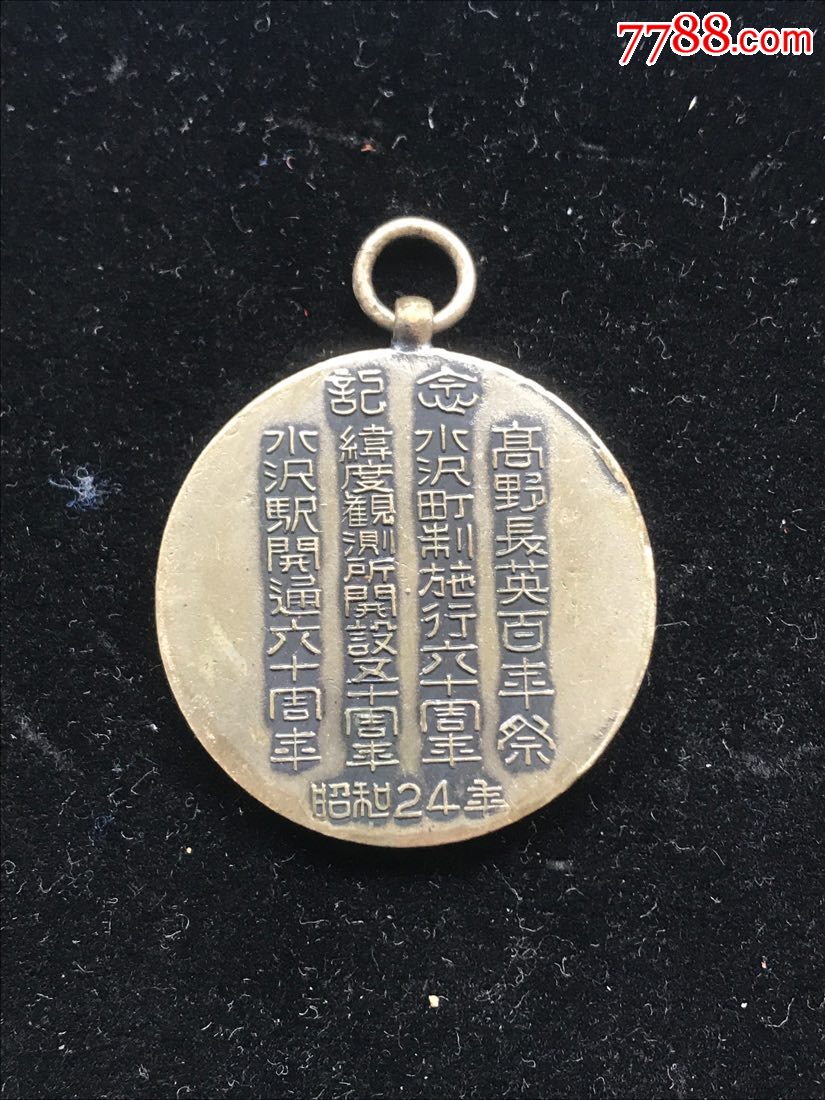 7788.com
記念
高野長英百年祭
水沢町制施行六十周年
緯度観測所開設五十周年
水沢駅開通六十周年
昭和24年